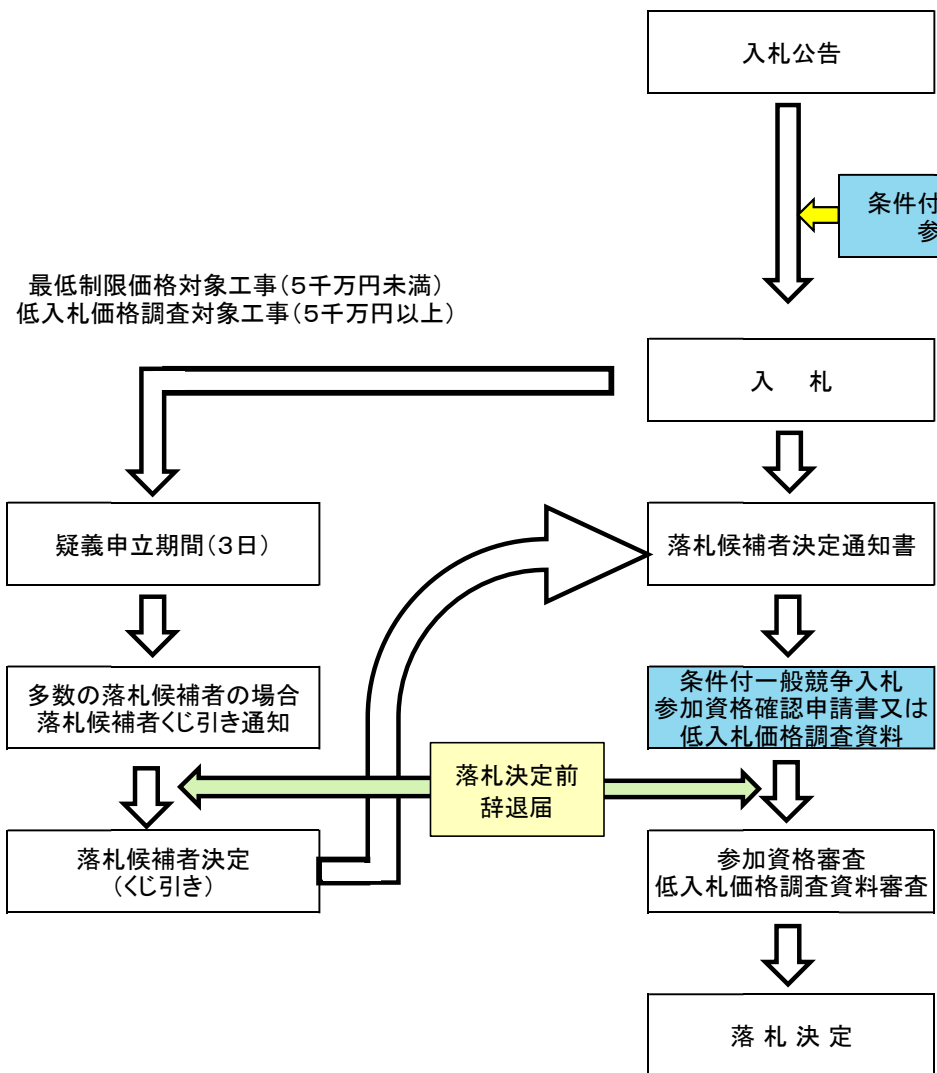 入札公告
条件付
参
最低制限価格対象工事（５千万円未満）
低入札価格調査対象工事（５千万円以上）
入　札
疑義申立期間（３日）
落札候補者決定通知書
多数の落札候補者の場合
落札候補者くじ引き通知
条件付一般競争入札
参加資格確認申請書又は
低入札価格調査資料
落札決定前
辞退届
落札候補者決定
（くじ引き）
参加資格審査
低入札価格調査資料審査
落 札 決 定